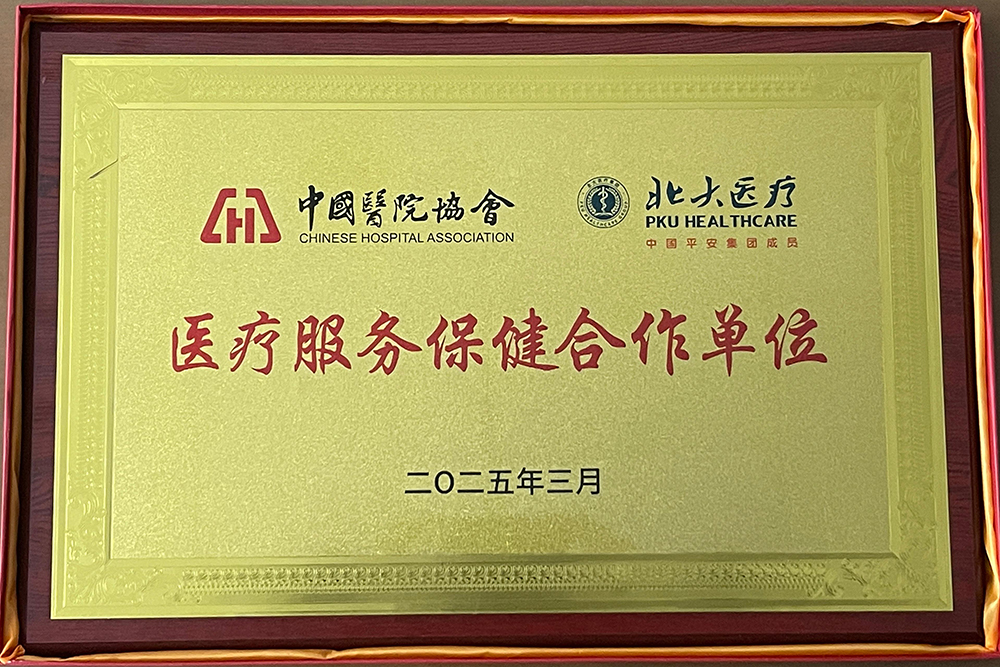 中國醫院協會
CHINESE HOSPITAL ASSOCIATION
北大医疗
PKU HEALTHCARE
中国平安集团成员
医疗服务保健合作单位
二O二五年三月